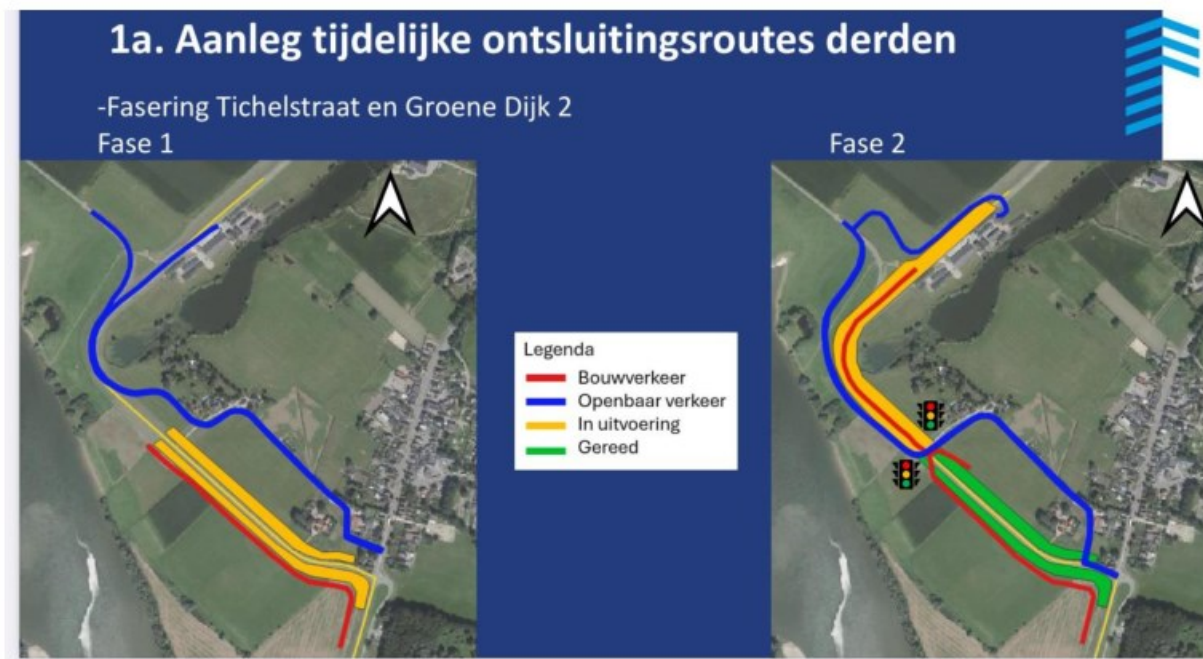 1a. Aanleg tijdelijke ontsluitingsroutes derden
-Fasering Tichelstraat en Groene Dijk 2
Fase 1
Fase 2
Legenda
Bouwverkeer
Openbaar verkeer
In uitvoering
Gereed